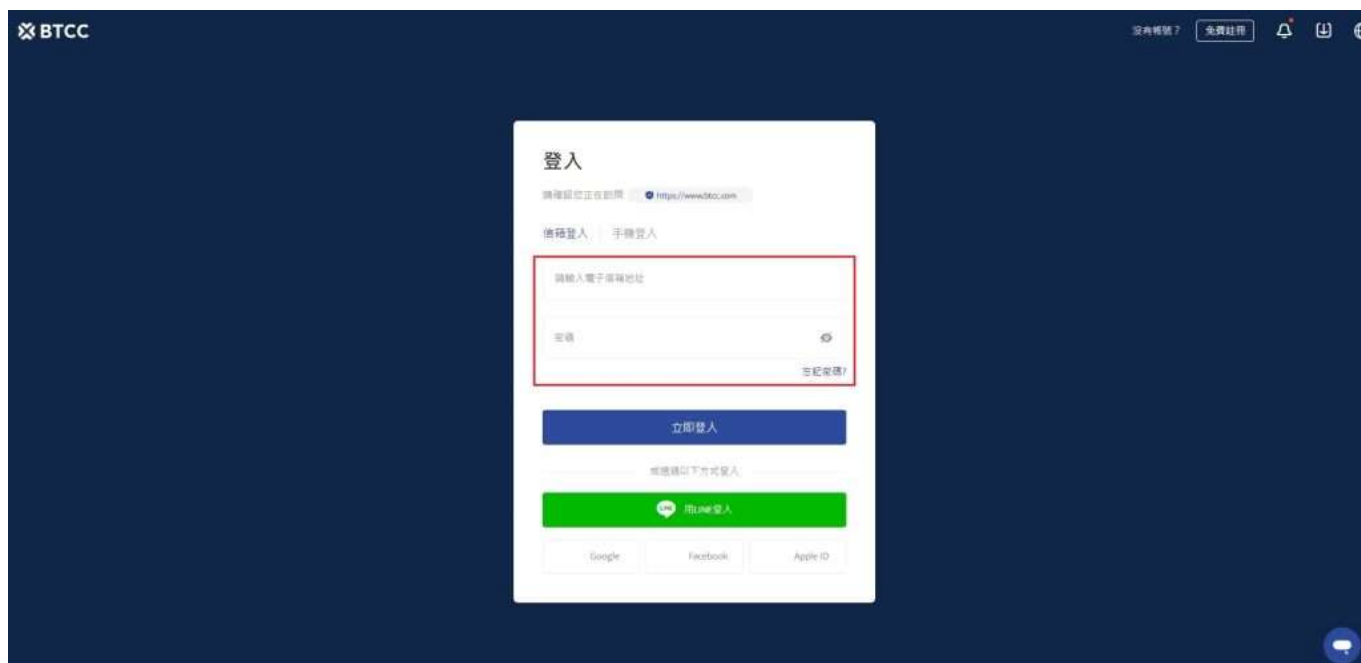 BTCC
沒有帳號？ 免費註冊
登入
請確認您正在訪問 https://www.btcc.com
信箱登入 手機登入
請輸入電子信箱地址
密碼
忘記密碼?
立即登入
或透過以下方式登入
LINE 用LINE登入
Google Facebook Apple ID